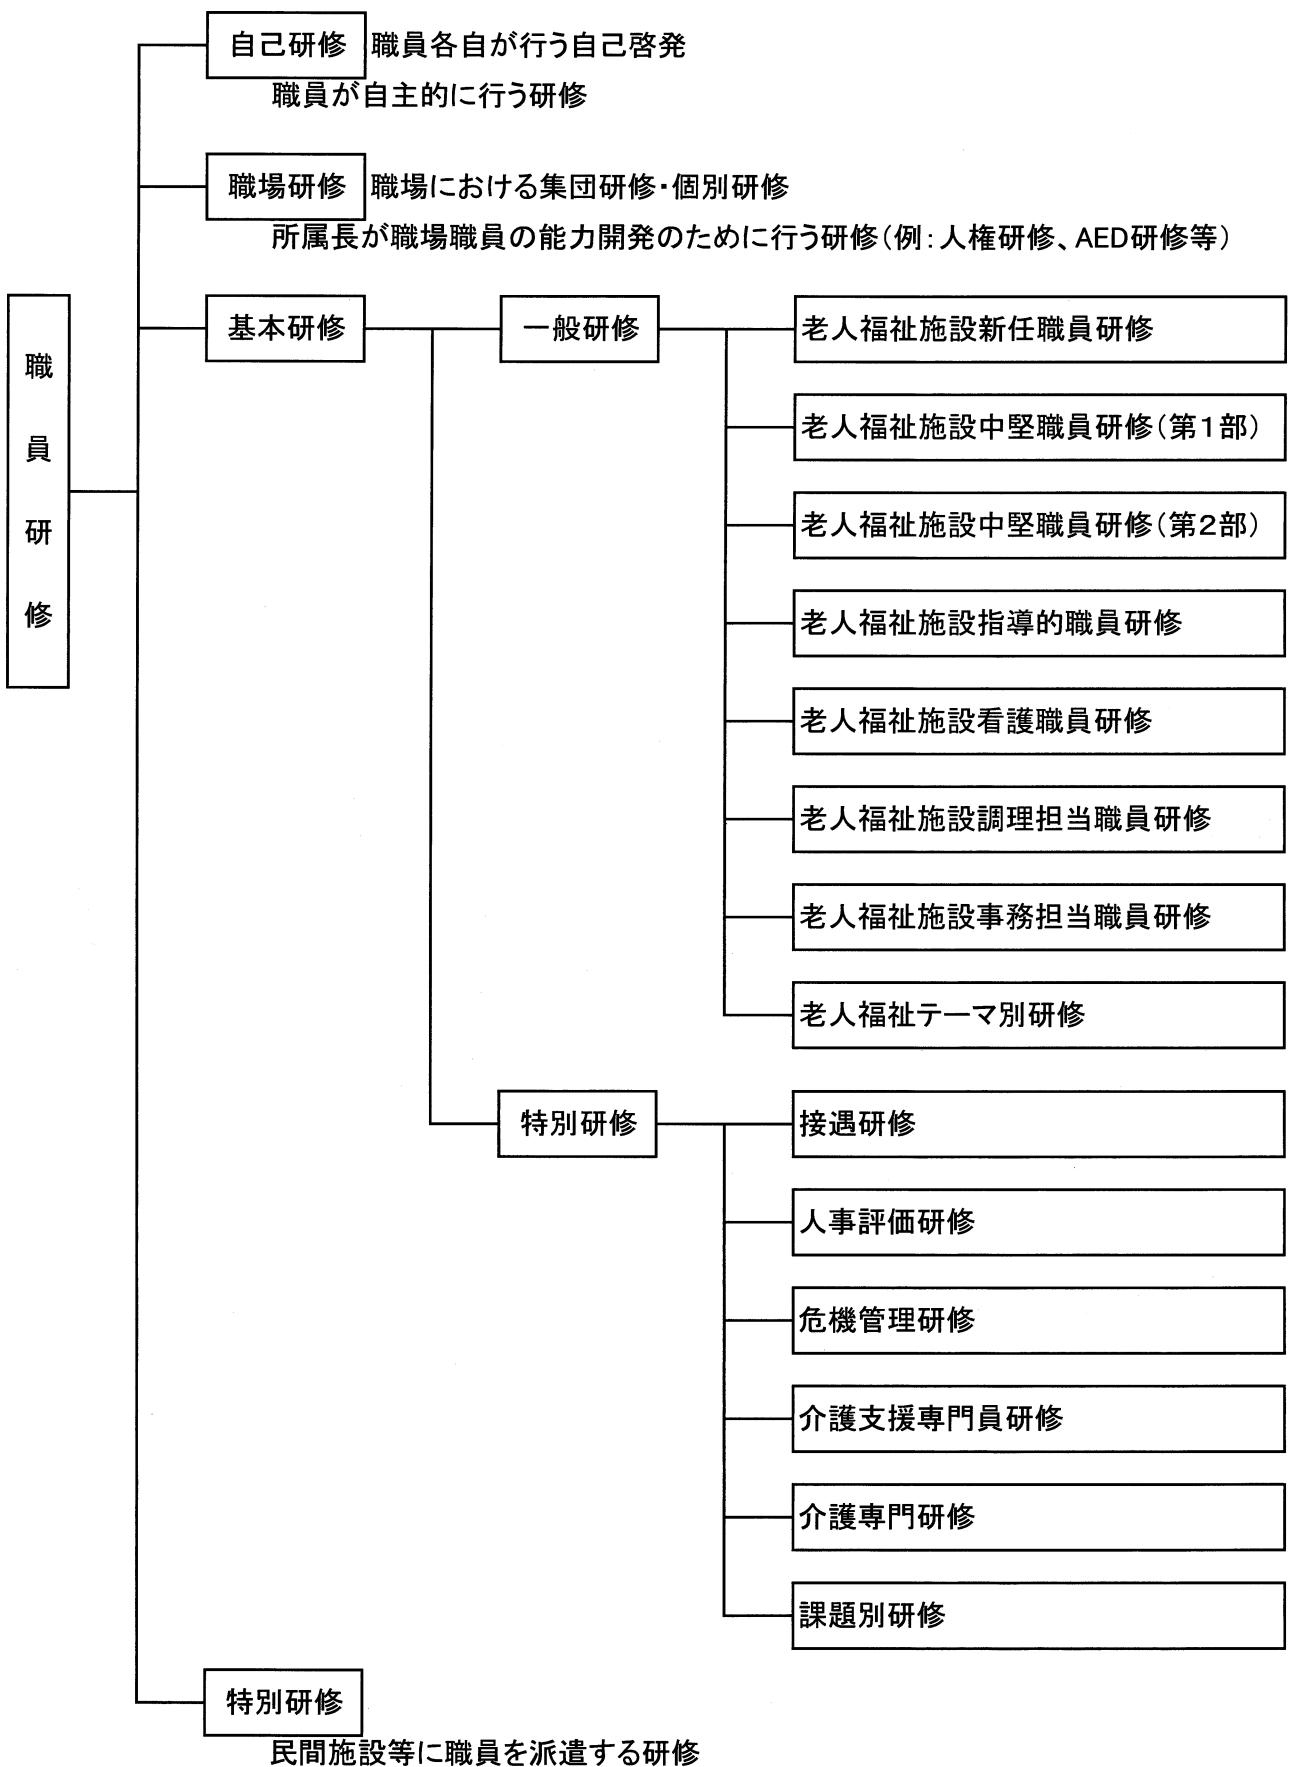 自己研修 職員各自が行う自己啓発
職員が自主的に行う研修
職場研修 職場における集団研修・個別研修
所属長が職場職員の能力開発のために行う研修（例：人権研修、AED研修等）
職員研修
基本研修
一般研修
老人福祉施設新任職員研修
老人福祉施設中堅職員研修（第１部）
老人福祉施設中堅職員研修（第２部）
老人福祉施設指導的職員研修
老人福祉施設看護職員研修
老人福祉施設調理担当職員研修
老人福祉施設事務担当職員研修
老人福祉テーマ別研修
特別研修
接遇研修
人事評価研修
危機管理研修
介護支援専門員研修
介護専門研修
課題別研修
特別研修
民間施設等に職員を派遣する研修